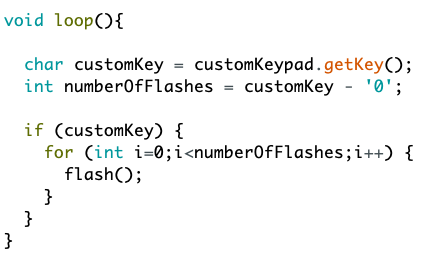 void loop(){
  char customKey = customKeypad.getKey();
  int numberOfFlashes = customKey - '0';
  if (customKey) {
    for (int i=0;i<numberOfFlashes;i++) {
      flash();
    }
  }
}